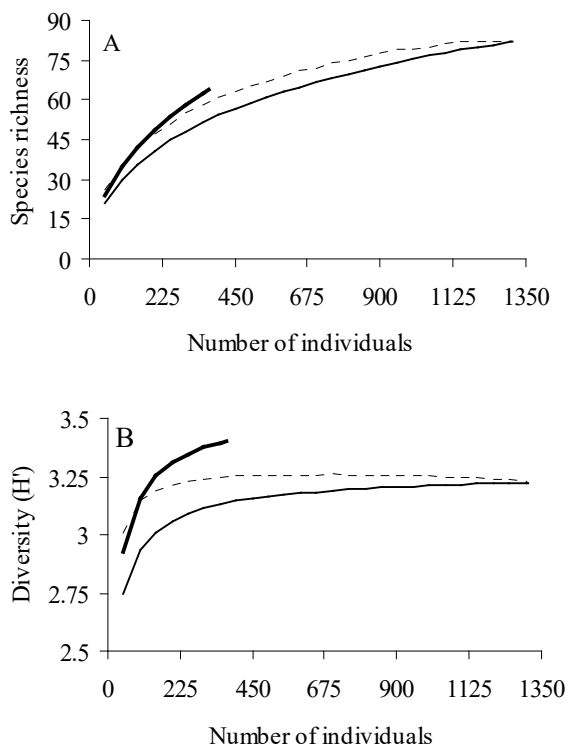 90
A
75
60
45
30
15
0
Species richness
0 225 450 675 900 1125 1350
Number of individuals
3.5
B
3.25
3
2.75
2.5
Diversity (H')
0 225 450 675 900 1125 1350
Number of individuals